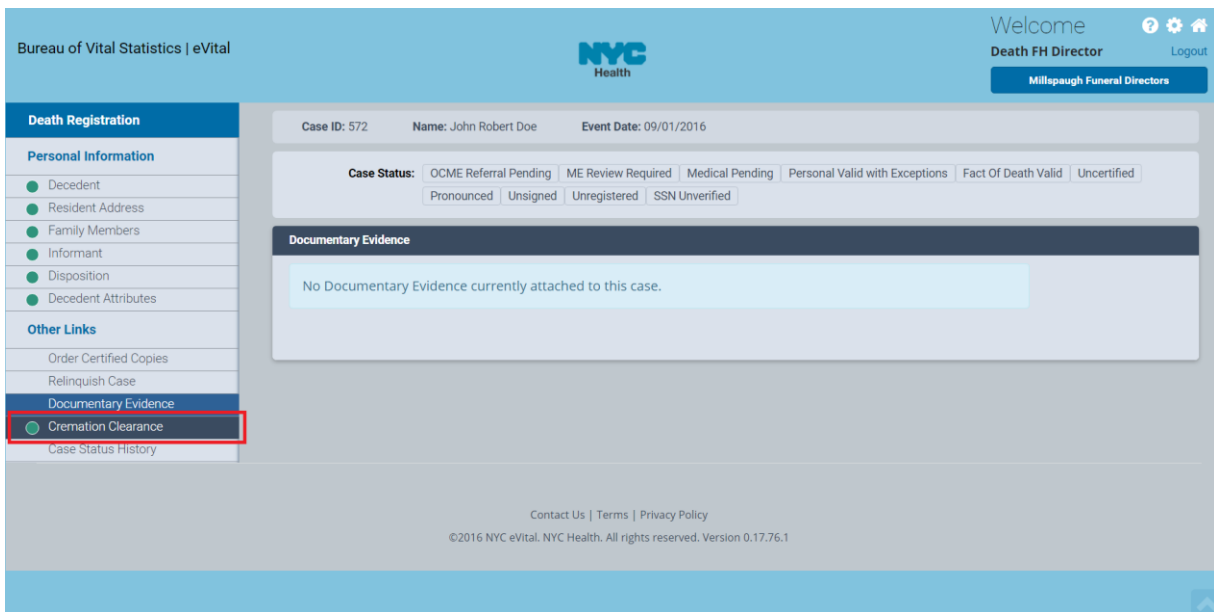 Bureau of Vital Statistics | eVital
NYC
Health
Welcome
Death FH Director
Logout
Millspaugh Funeral Directors
Death Registration
Personal Information
Decedent
Resident Address
Family Members
Informant
Disposition
Decedent Attributes
Other Links
Order Certified Copies
Relinquish Case
Documentary Evidence
Cremation Clearance
Case Status History
Case ID: 572 Name: John Robert Doe Event Date: 09/01/2016
Case Status: OCME Referral Pending ME Review Required Medical Pending Personal Valid with Exceptions Fact Of Death Valid Uncertified
Pronounced Unsigned Unregistered SSN Unverified
Documentary Evidence
No Documentary Evidence currently attached to this case.
Contact Us | Terms | Privacy Policy
©2016 NYC eVital. NYC Health. All rights reserved. Version 0.17.76.1